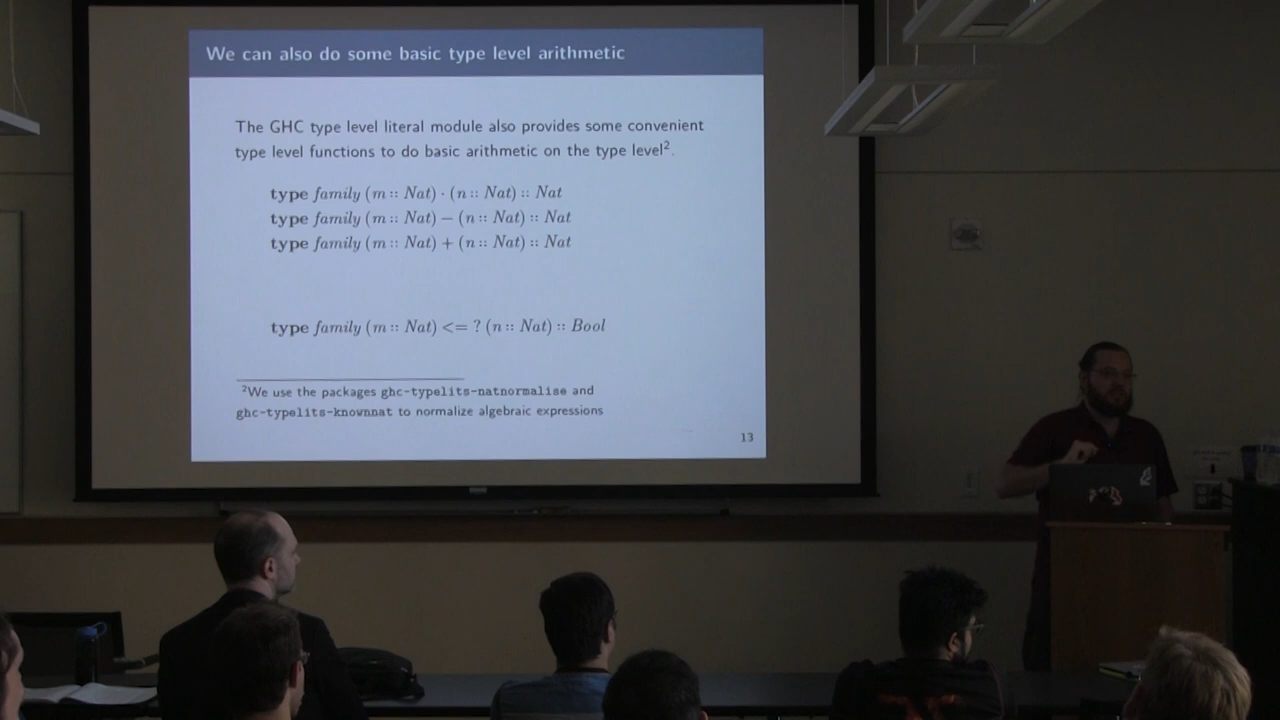 We can also do some basic type level arithmetic
The GHC type level literal module also provides some convenient
type level functions to do basic arithmetic on the type level².
type family (m :: Nat) · (n :: Nat) :: Nat
type family (m :: Nat) − (n :: Nat) :: Nat
type family (m :: Nat) + (n :: Nat) :: Nat
type family (m :: Nat) <= ? (n :: Nat) :: Bool
²We use the packages ghc-typelits-natnormalise and
ghc-typelits-knownnat to normalize algebraic expressions
13